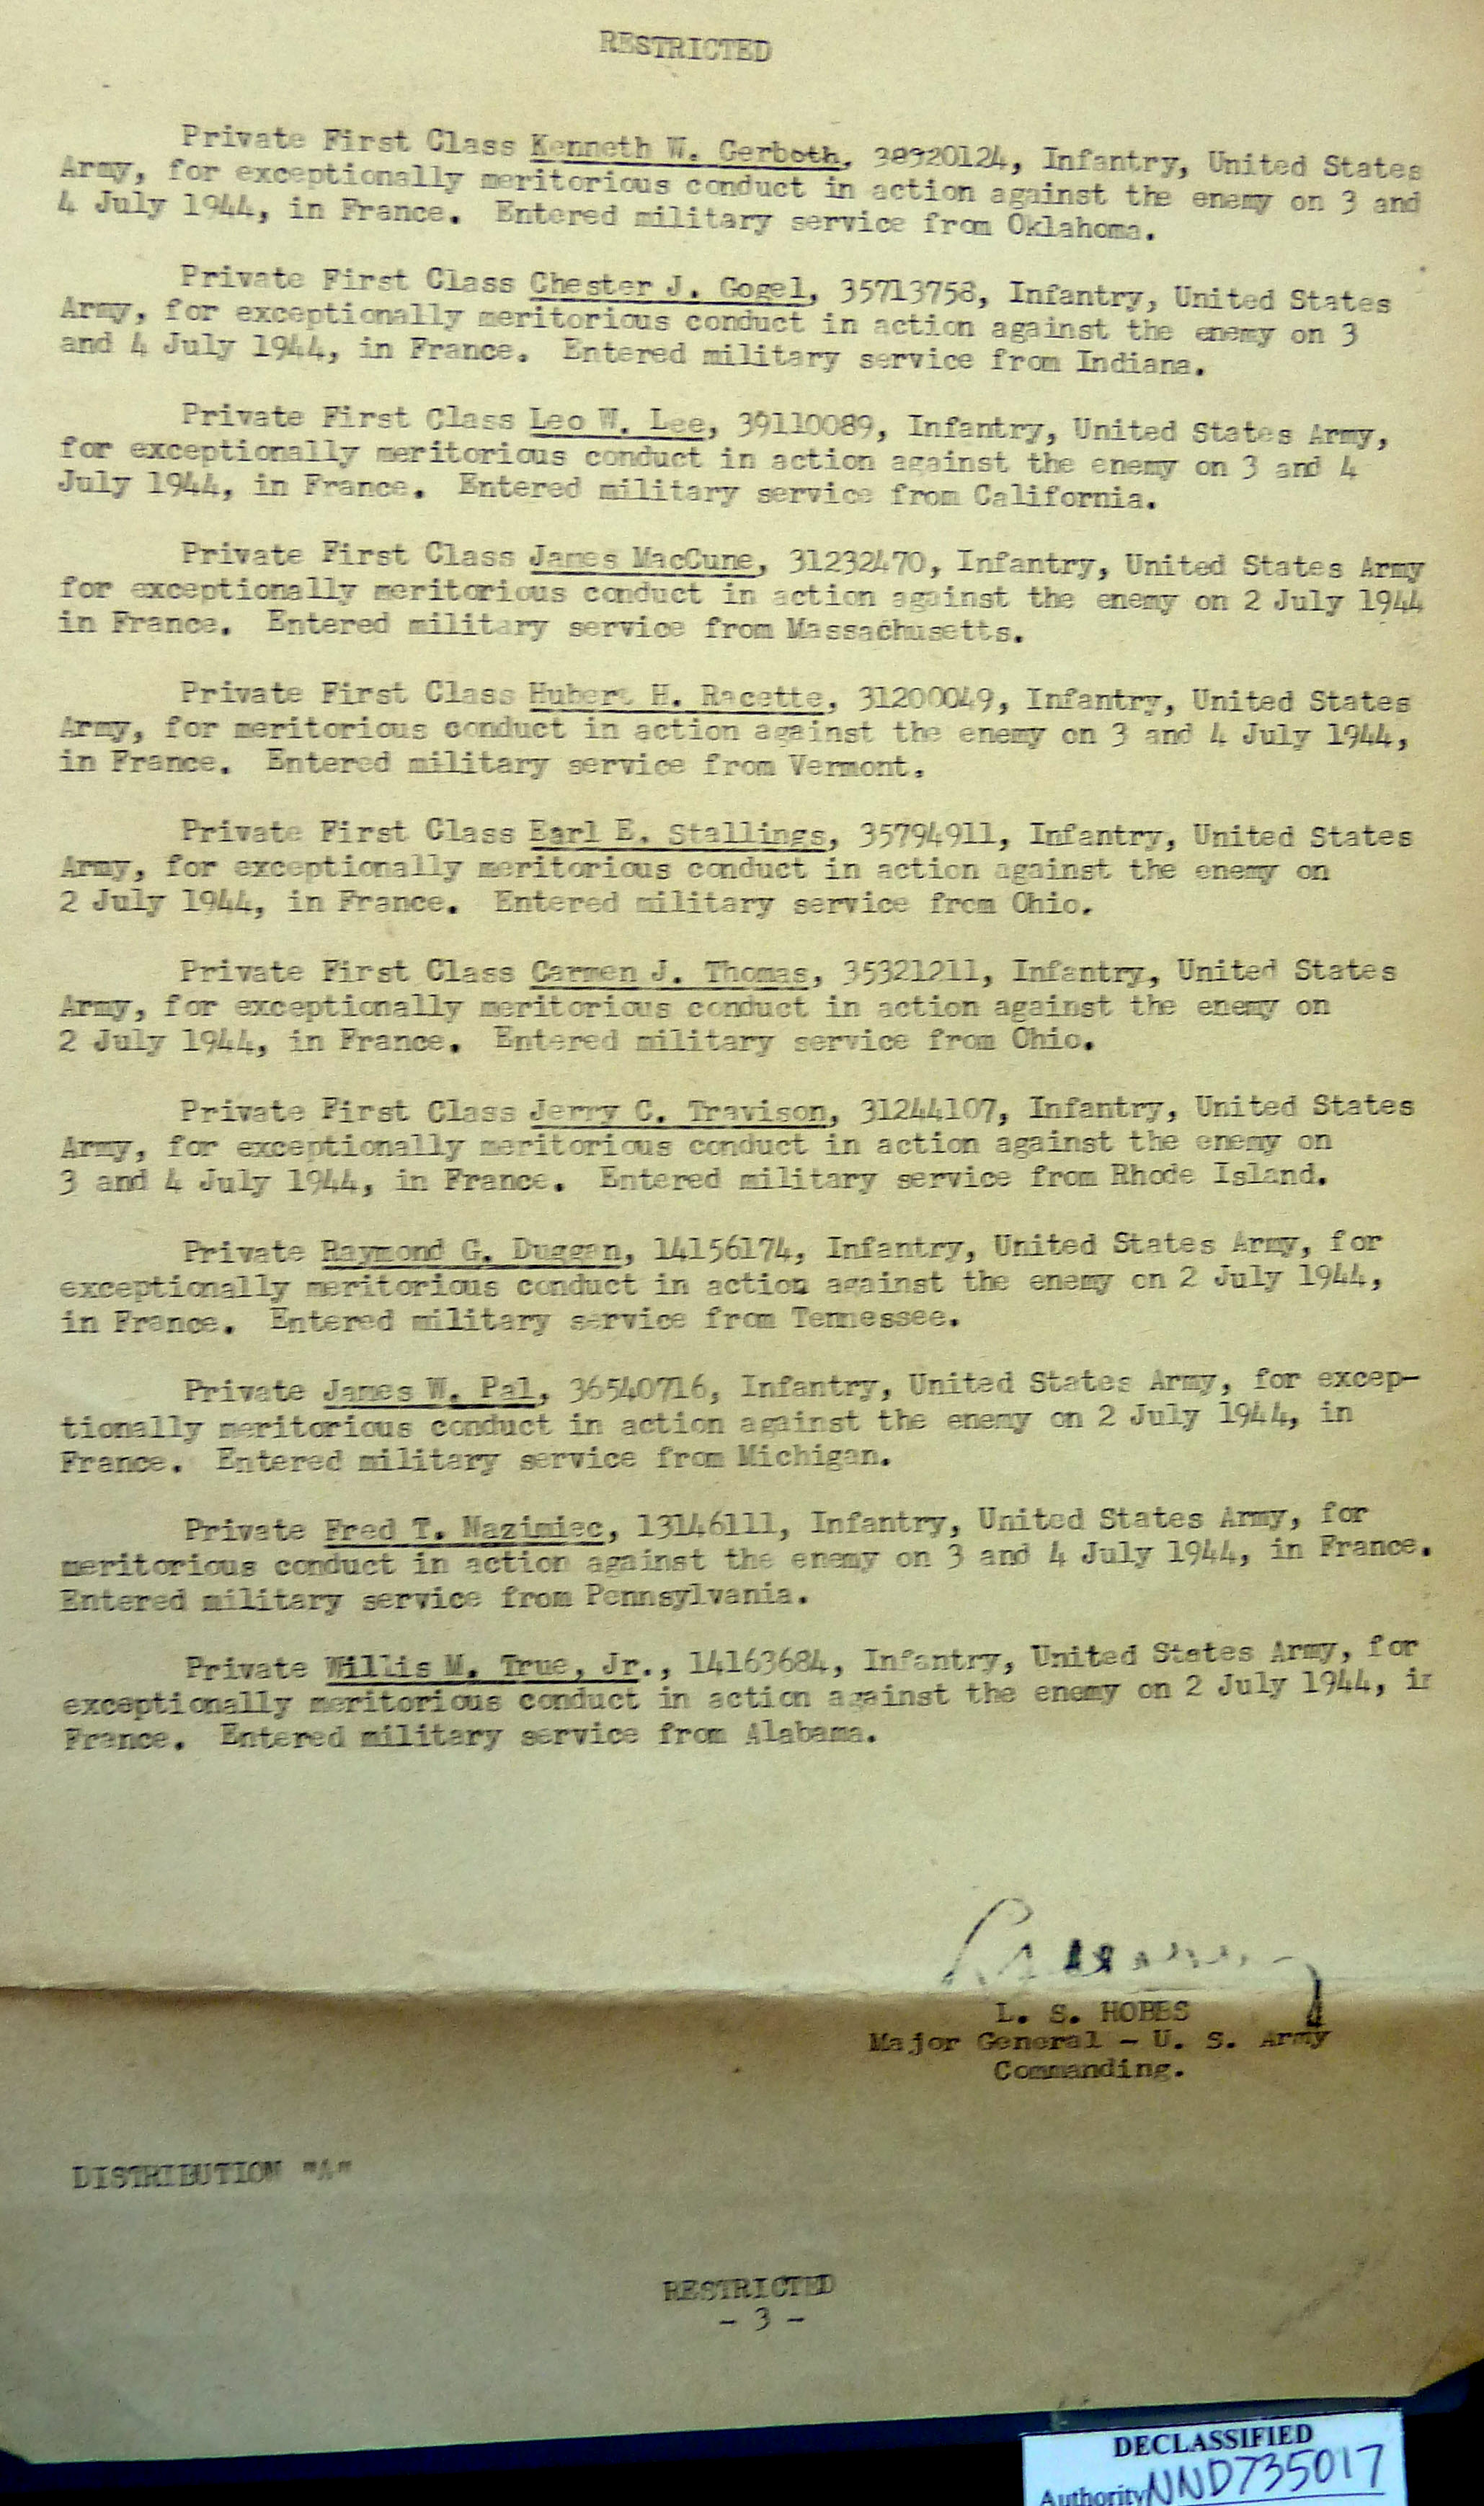 RESTRICTED
Private First Class Kenneth W. Gerboth, 38920124, Infantry, United States
Army, for exceptionally meritorious conduct in action against the enemy on 3 and
4 July 1944, in France. Entered military service from Oklahoma.
Private First Class Chester J. Gogel, 35713758, Infantry, United States
Army, for exceptionally meritorious conduct in action against the enemy on 3
and 4 July 1944, in France. Entered military service from Indiana.
Private First Class Leo W. Lee, 39110089, Infantry, United States Army,
for exceptionally meritorious conduct in action against the enemy on 3 and 4
July 1944, in France. Entered military service from California.
Private First Class James MacCune, 31232470, Infantry, United States Army
for exceptionally meritorious conduct in action against the enemy on 2 July 1944
in France. Entered military service from Massachusetts.
Private First Class Hubert H. Racette, 31200049, Infantry, United States
Army, for meritorious conduct in action against the enemy on 3 and 4 July 1944,
in France. Entered military service from Vermont.
Private First Class Earl E. Stallings, 35794911, Infantry, United States
Army, for exceptionally meritorious conduct in action against the enemy on
2 July 1944, in France. Entered military service from Ohio.
Private First Class Carmen J. Thomas, 35321211, Infantry, United States
Army, for exceptionally meritorious conduct in action against the enemy on
2 July 1944, in France. Entered military service from Ohio.
Private First Class Jerry C. Travison, 31244107, Infantry, United States
Army, for exceptionally meritorious conduct in action against the enemy on
3 and 4 July 1944, in France. Entered military service from Rhode Island.
Private Raymond G. Duggan, 14156174, Infantry, United States Army, for
exceptionally meritorious conduct in action against the enemy on 2 July 1944,
in France. Entered military service from Tennessee.
Private James W. Pal, 36540716, Infantry, United States Army, for excep-
tionally meritorious conduct in action against the enemy on 2 July 1944, in
France. Entered military service from Michigan.
Private Fred T. Mazimiec, 13146111, Infantry, United States Army, for
meritorious conduct in action against the enemy on 3 and 4 July 1944, in France.
Entered military service from Pennsylvania.
Private Willis M. True, Jr., 14163684, Infantry, United States Army, for
exceptionally meritorious conduct in action against the enemy on 2 July 1944, in
France. Entered military service from Alabama.
L. S. HOBBS
Major General - U. S. Army
Commanding.
DISTRIBUTION "A"
RESTRICTED
- 3 -
DECLASSIFIED
Authority NND735017